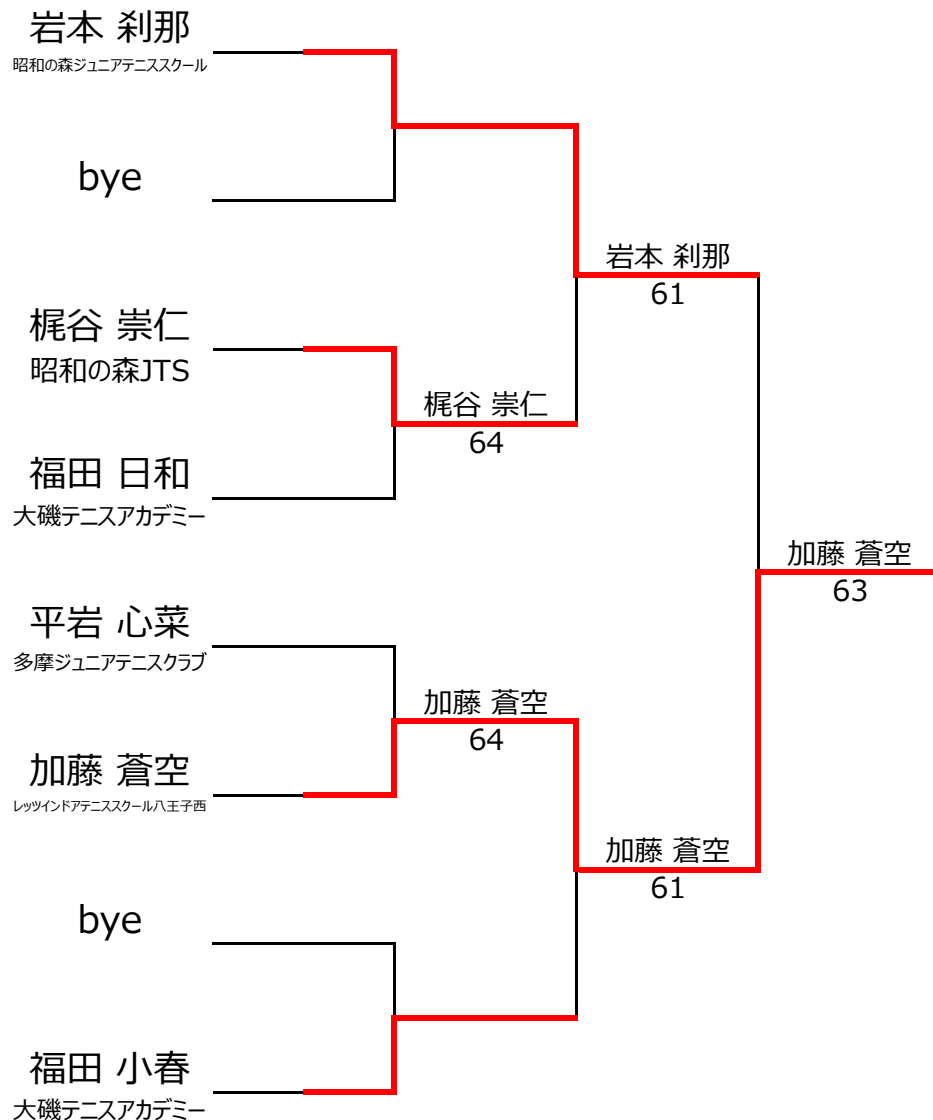 岩本 刹那
昭和の森ジュニアテニススクール
bye
岩本 刹那
61
梶谷 崇仁
昭和の森JTS
梶谷 崇仁
64
福田 日和
大磯テニスアカデミー
加藤 蒼空
63
平岩 心菜
多摩ジュニアテニスクラブ
加藤 蒼空
64
加藤 蒼空
レッツインドアテニススクール八王子西
加藤 蒼空
61
bye
福田 小春
大磯テニスアカデミー